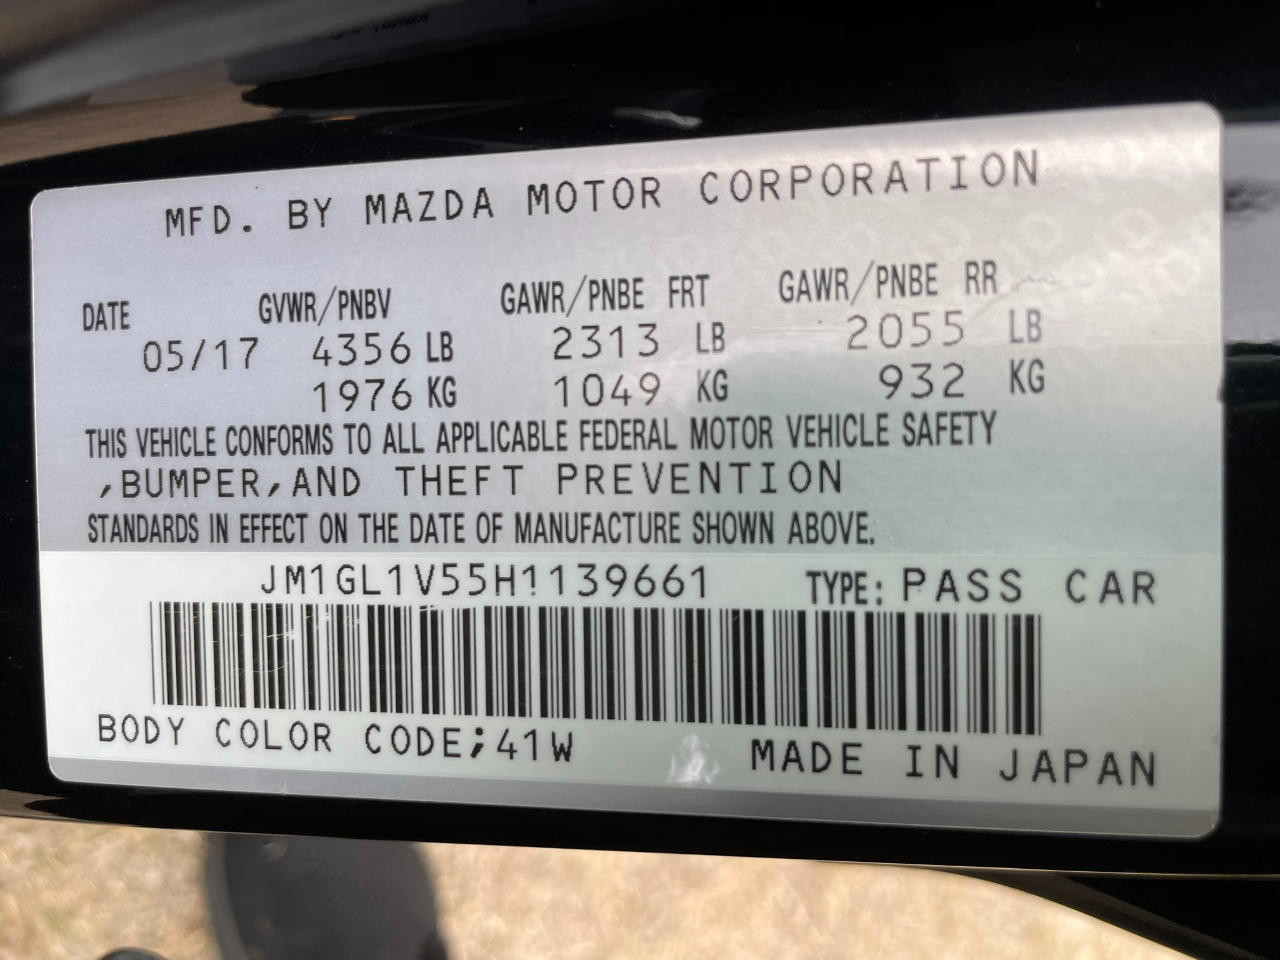 MFD. BY MAZDA MOTOR CORPORATION
DATE GVWR/PNBV GAWR/PNBE FRT GAWR/PNBE RR
05/17 4356 LB 2313 LB 2055 LB
1976 KG 1049 KG 932 KG
THIS VEHICLE CONFORMS TO ALL APPLICABLE FEDERAL MOTOR VEHICLE SAFETY
,BUMPER,AND THEFT PREVENTION
STANDARDS IN EFFECT ON THE DATE OF MANUFACTURE SHOWN ABOVE.
JM1GL1V55H1139661 TYPE: PASS CAR
BODY COLOR CODE;41W MADE IN JAPAN